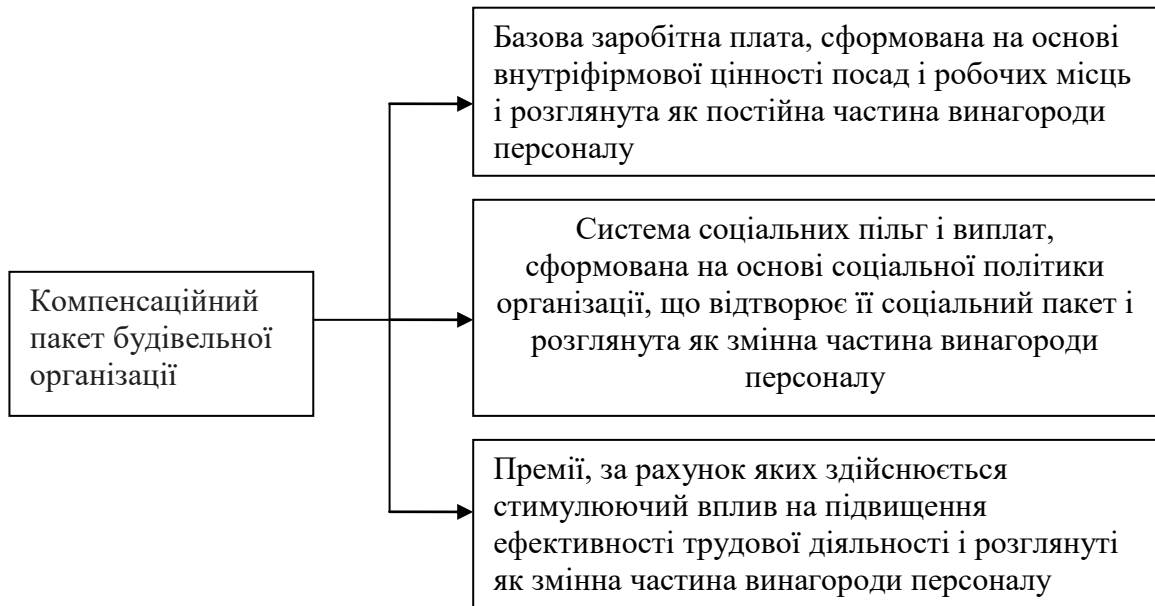 Базова заробітна плата, сформована на основі
внутріфірмової цінності посад і робочих місць
і розглянута як постійна частина винагороди
персоналу
Система соціальних пільг і виплат,
сформована на основі соціальної політики
організації, що відтворює її соціальний пакет і
розглянута як змінна частина винагороди
персоналу
Компенсаційний
пакет будівельної
організації
Премії, за рахунок яких здійснюється
стимулюючий вплив на підвищення
ефективності трудової діяльності і розглянуті
як змінна частина винагороди персоналу